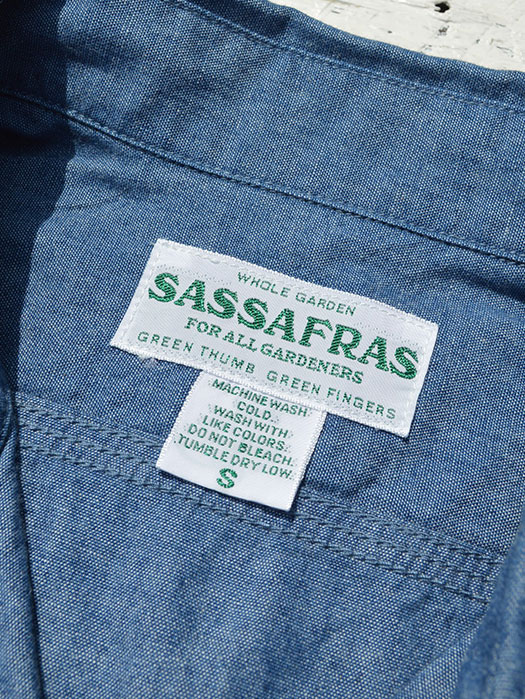 WHOLE GARDEN
SASSAFRAS
FOR ALL GARDENERS
GREEN THUMB GREEN FINGERS
MACHINE WASH
COLD.
WASH WITH
LIKE COLORS.
DO NOT BLEACH.
TUMBLE DRY LOW.
S